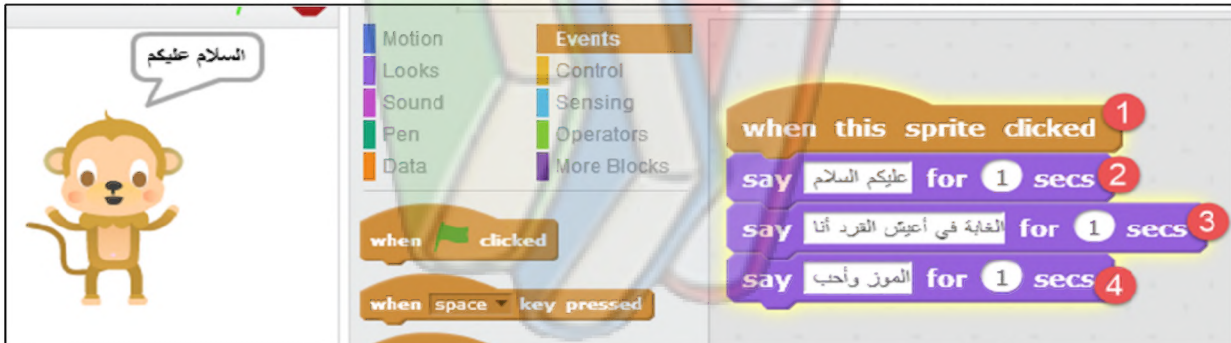 السلام عليكم
Motion
Looks
Sound
Pen
Data
Events
Control
Sensing
Operators
More Blocks
when clicked
when space key pressed
when this sprite clicked 1
say عليكم السلام for 1 secs 2
say الغابة في أعيش القرد أنا for 1 secs 3
say الموز وأحب for 1 secs 4